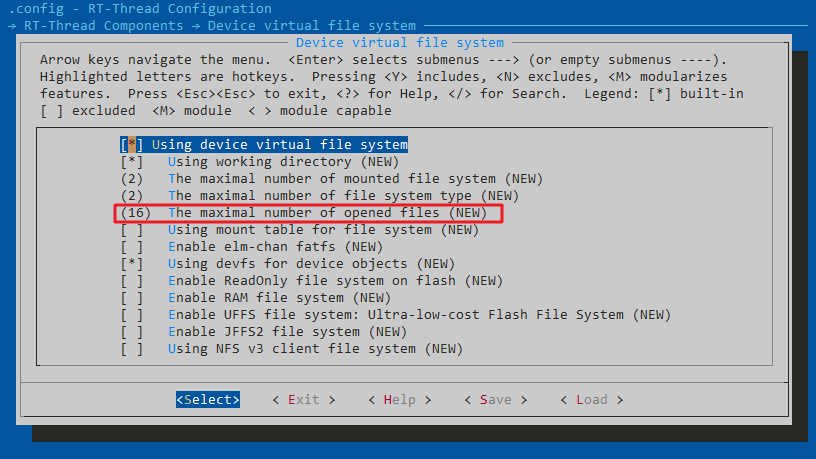 .config - RT-Thread Configuration
→ RT-Thread Components → Device virtual file system
Device virtual file system
Arrow keys navigate the menu.  <Enter> selects submenus ---> (or empty submenus ----).
Highlighted letters are hotkeys.  Pressing <Y> includes, <N> excludes, <M> modularizes
features.  Press <Esc><Esc> to exit, <?> for Help, </> for Search.  Legend: [*] built-in
[ ] excluded  <M> module  < > module capable
[*] Using device virtual file system
[*]   Using working directory (NEW)
(2)   The maximal number of mounted file system (NEW)
(2)   The maximal number of file system type (NEW)
(16)  The maximal number of opened files (NEW)
[ ]   Using mount table for file system (NEW)
[ ]   Enable elm-chan fatfs (NEW)
[*]   Using devfs for device objects (NEW)
[ ]   Enable ReadOnly file system on flash (NEW)
[ ]   Enable RAM file system (NEW)
[ ]   Enable UFFS file system: Ultra-low-cost Flash File System (NEW)
[ ]   Enable JFFS2 file system (NEW)
[ ]   Using NFS v3 client file system (NEW)
<Select>    < Exit >    < Help >    < Save >    < Load >